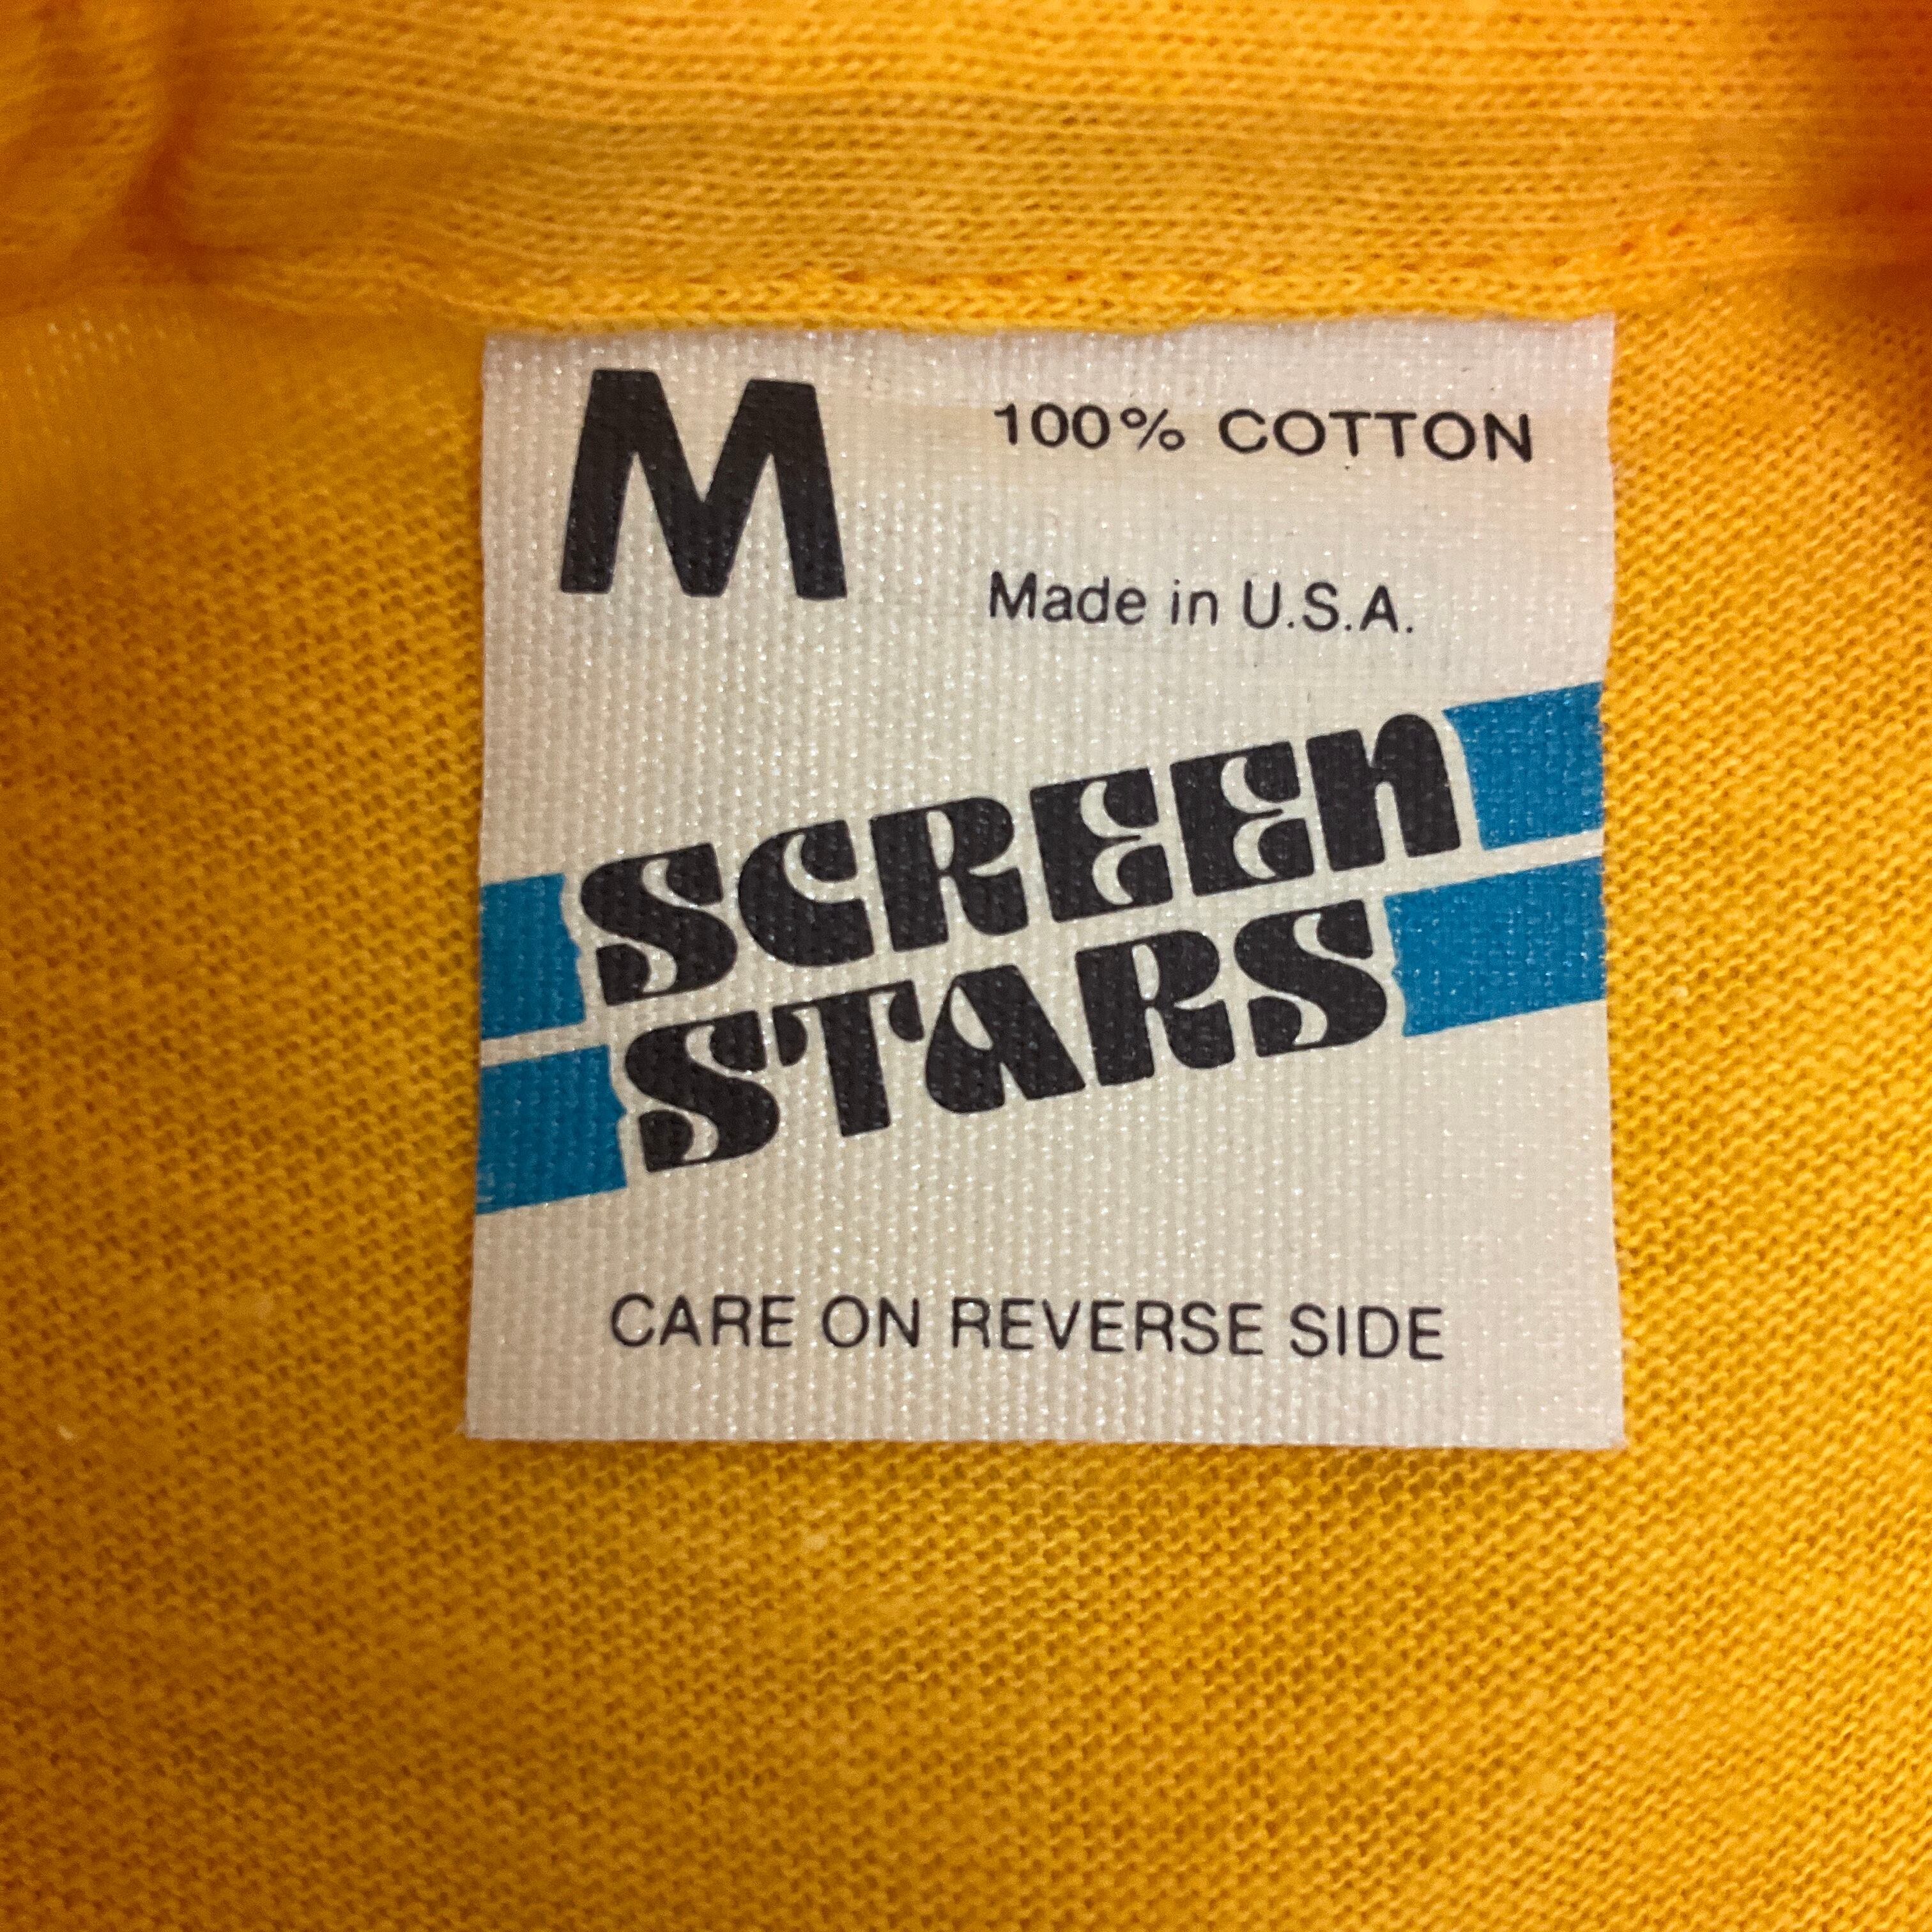 M 100% COTTON
Made in U.S.A.
SCREEN
STARS
CARE ON REVERSE SIDE